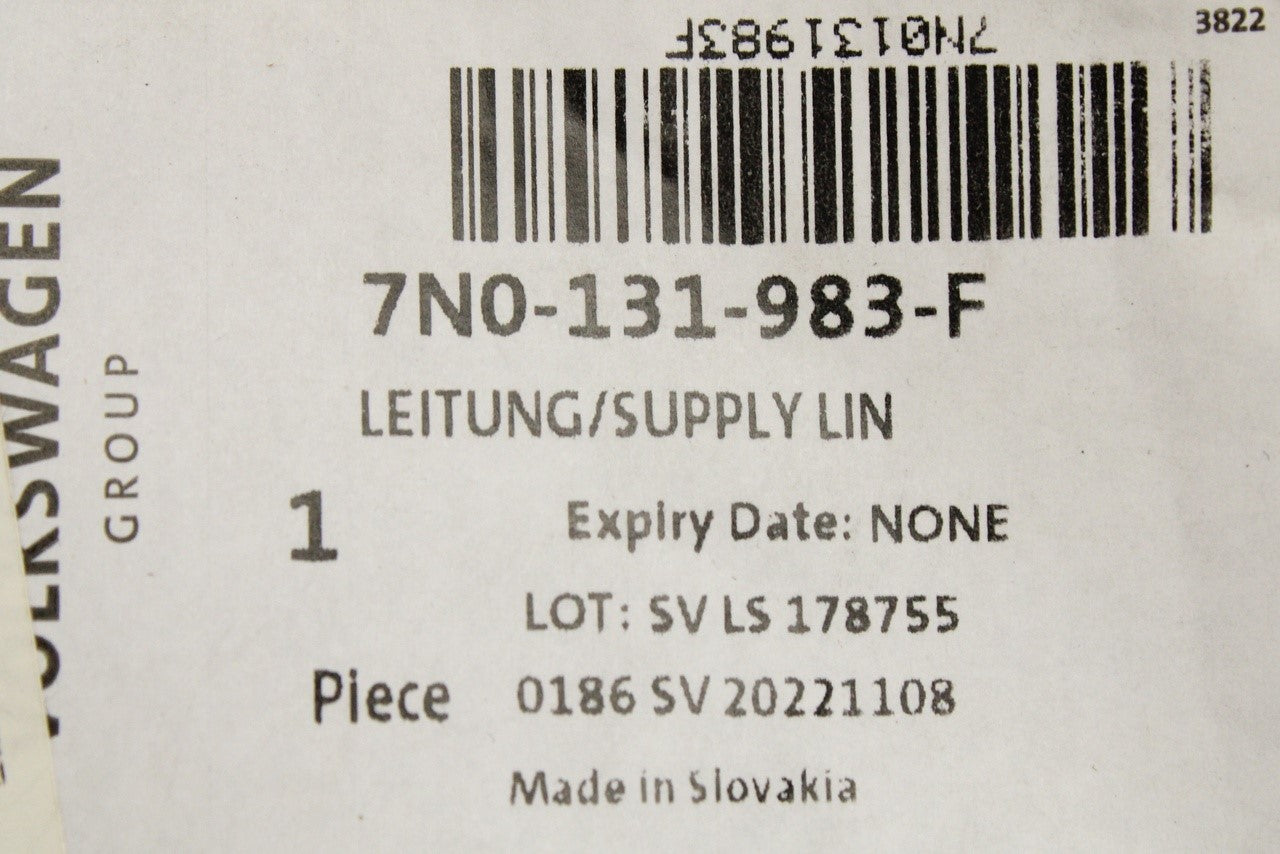 3822
7N0131983F
7N0-131-983-F
LEITUNG/SUPPLY LIN
1
Expiry Date: NONE
LOT: SV LS 178755
Piece
0186 SV 20221108
Made in Slovakia
VOLKSWAGEN
GROUP